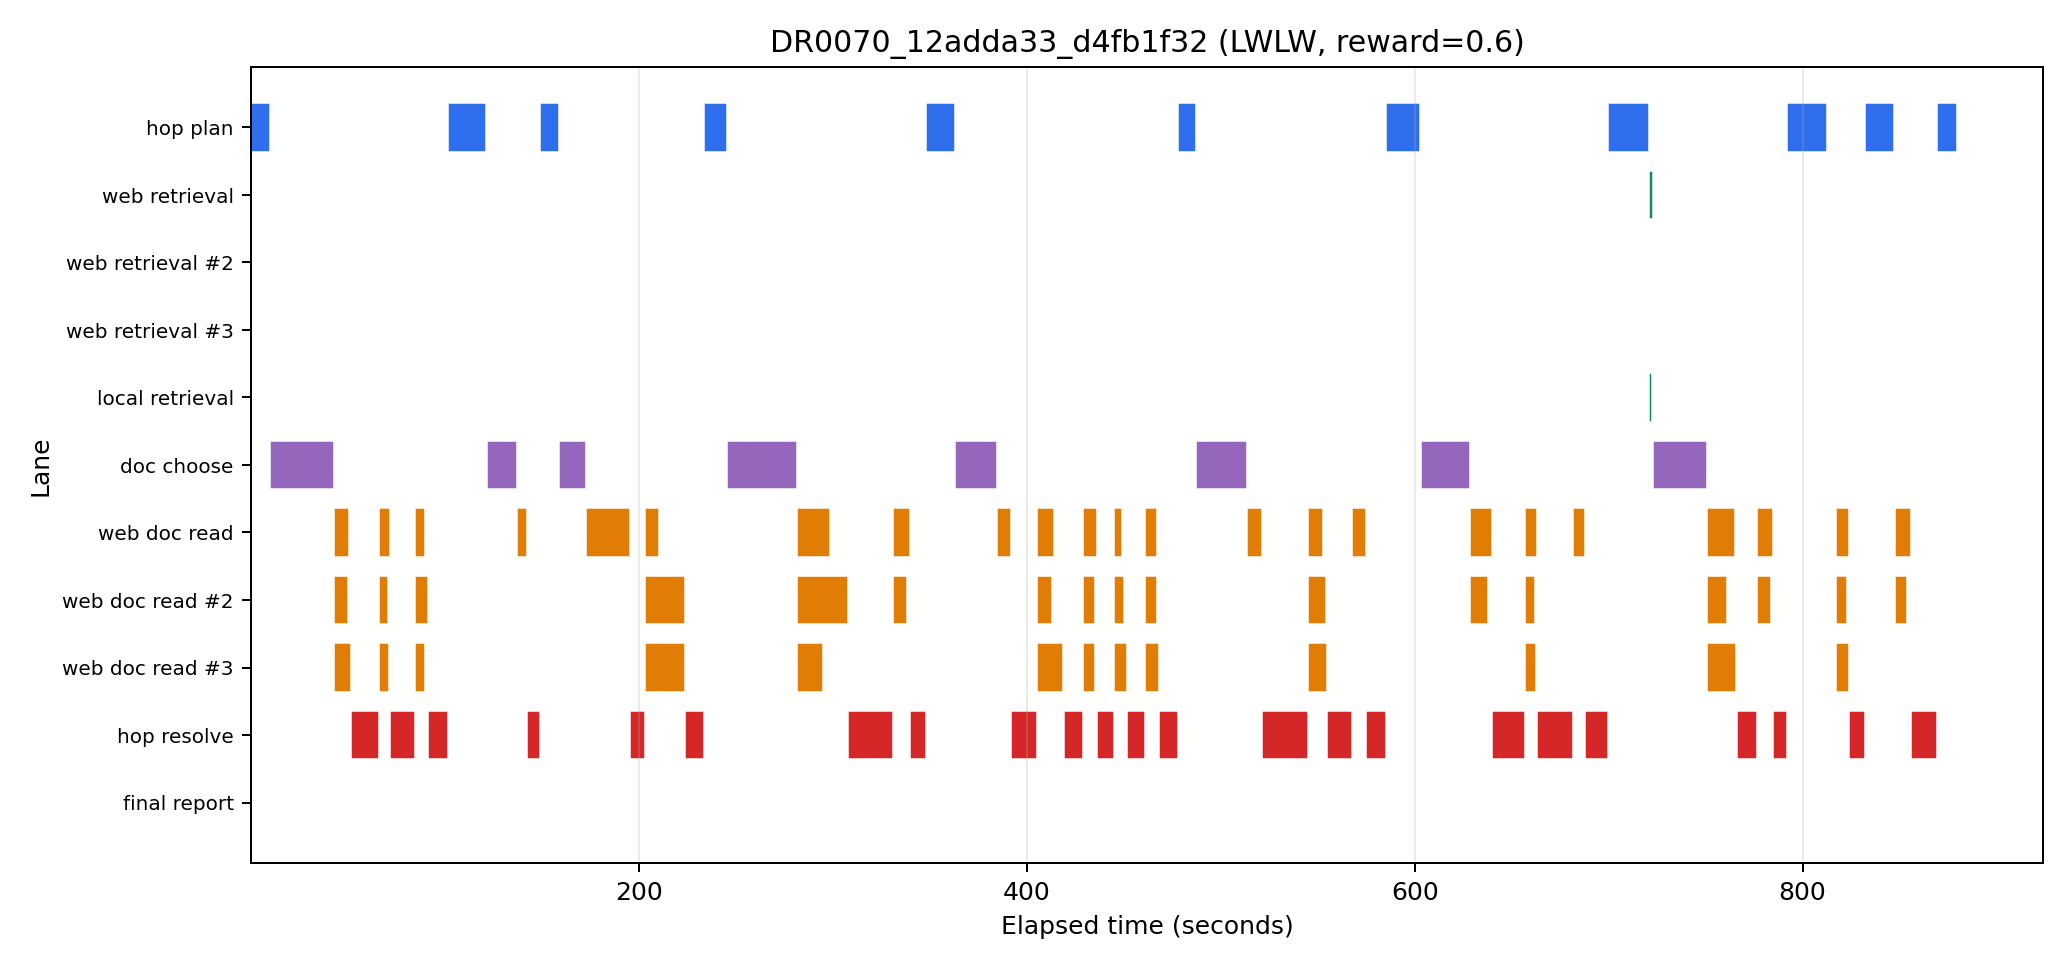 DR0070_12adda33_d4fb1f32 (LWLW, reward=0.6)
Lane
hop plan
web retrieval
web retrieval #2
web retrieval #3
local retrieval
doc choose
web doc read
web doc read #2
web doc read #3
hop resolve
final report
200
400
600
800
Elapsed time (seconds)